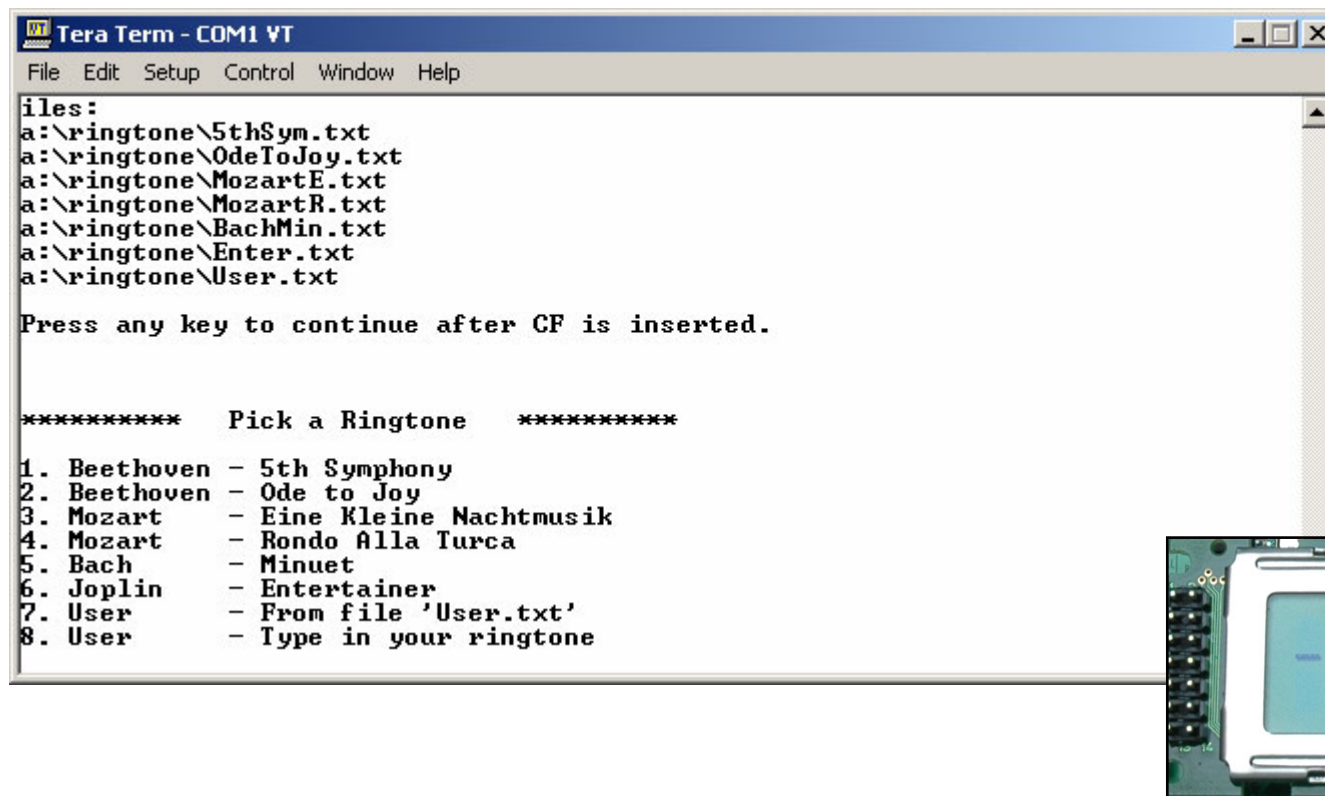 Tera Term - COM1 VT
File Edit Setup Control Window Help
iles:
a:\ringtone\5thSym.txt
a:\ringtone\OdeToJoy.txt
a:\ringtone\MozartE.txt
a:\ringtone\MozartR.txt
a:\ringtone\BachMin.txt
a:\ringtone\Enter.txt
a:\ringtone\User.txt
Press any key to continue after CF is inserted.
********** Pick a Ringtone **********
1. Beethoven - 5th Symphony
2. Beethoven - Ode to Joy
3. Mozart - Eine Kleine Nachtmusik
4. Mozart - Rondo Alla Turca
5. Bach - Minuet
6. Joplin - Entertainer
7. User - From file 'User.txt'
8. User - Type in your ringtone